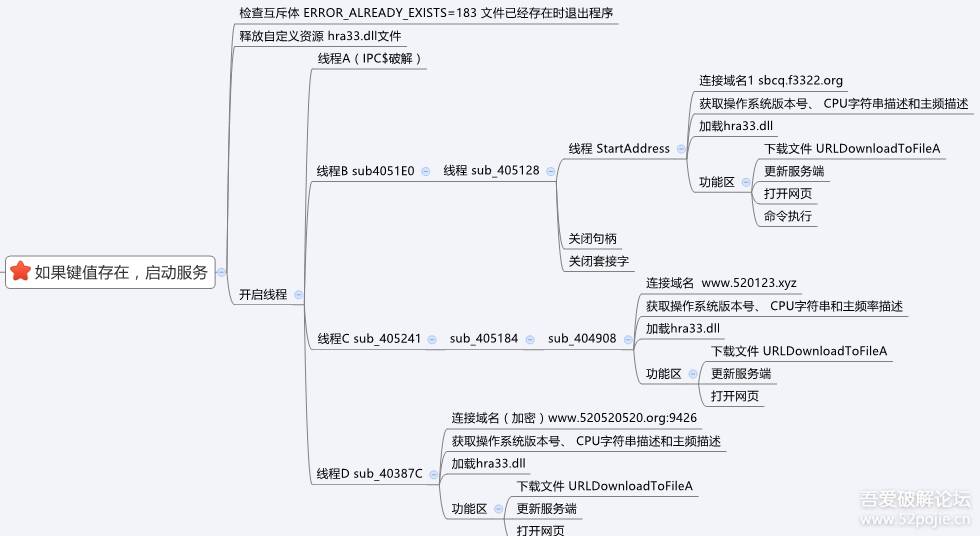 检查互斥体 ERROR_ALREADY_EXISTS=183 文件已经存在时退出程序
释放自定义资源 hra33.dll文件
线程A（IPC$破解）
连接域名1 sbcq.f3322.org
获取操作系统版本号、 CPU字符串描述和主频描述
加载hra33.dll
线程 StartAddress
下载文件 URLDownloadToFileA
更新服务端
功能区
打开网页
命令执行
线程B sub4051E0
线程 sub_405128
关闭句柄
关闭套接字
如果键值存在，启动服务
开启线程
连接域名 www.520123.xyz
获取操作系统版本号、 CPU字符串和主频率描述
加载hra33.dll
线程C sub_405241
sub_405184
sub_404908
下载文件 URLDownloadToFileA
功能区
更新服务端
打开网页
连接域名（加密）www.520520520.org:9426
获取操作系统版本号、 CPU字符串描述和主频描述
加载hra33.dll
线程D sub_40387C
下载文件 URLDownloadToFileA
功能区
更新服务端
打开网页
吾爱破解论坛
www.52pojie.cn